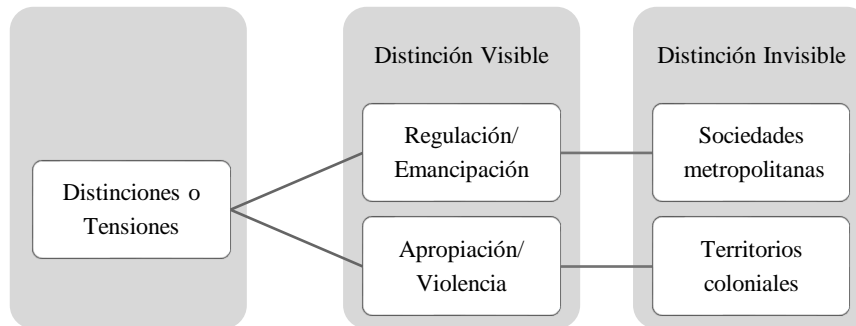 Distinción Visible
Distinción Invisible
Regulación/
Emancipación
Sociedades
metropolitanas
Distinciones o
Tensiones
Apropiación/
Violencia
Territorios
coloniales